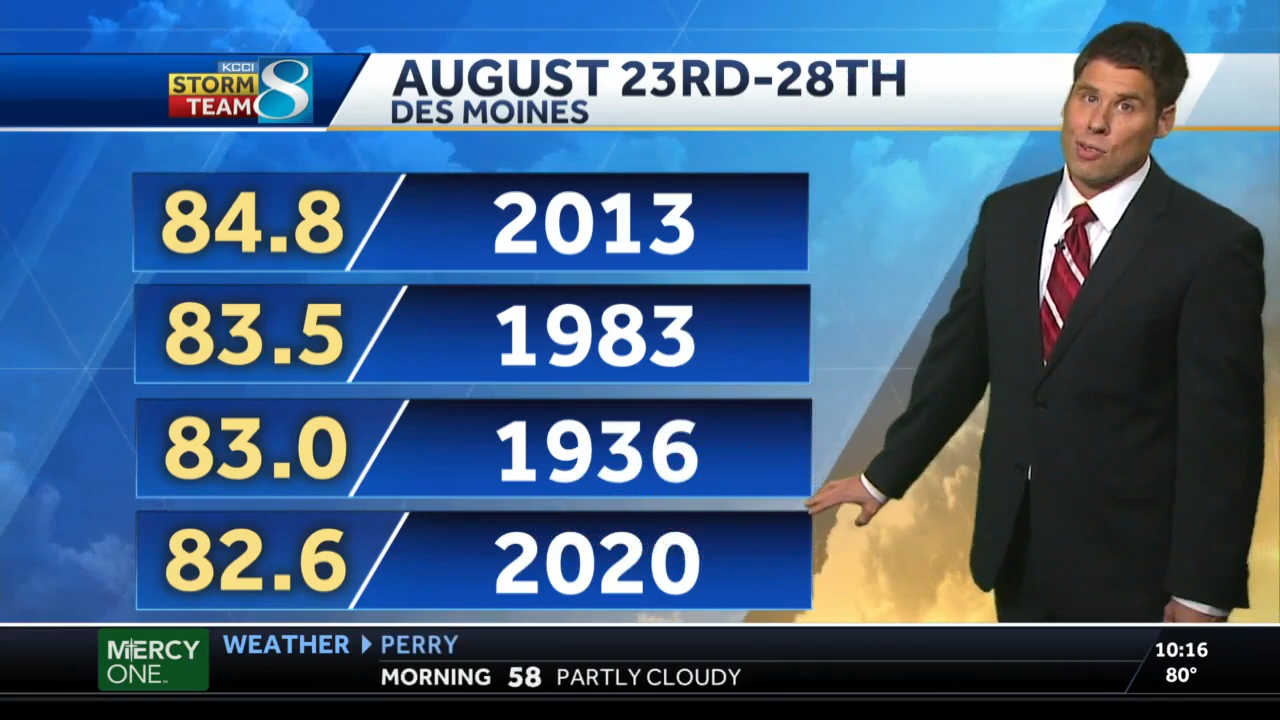 KCCI
STORM
TEAM 8
AUGUST 23RD-28TH
DES MOINES
84.8 2013
83.5 1983
83.0 1936
82.6 2020
MERCY
ONE
WEATHER PERRY
MORNING 58 PARTLY CLOUDY
10:16
80°